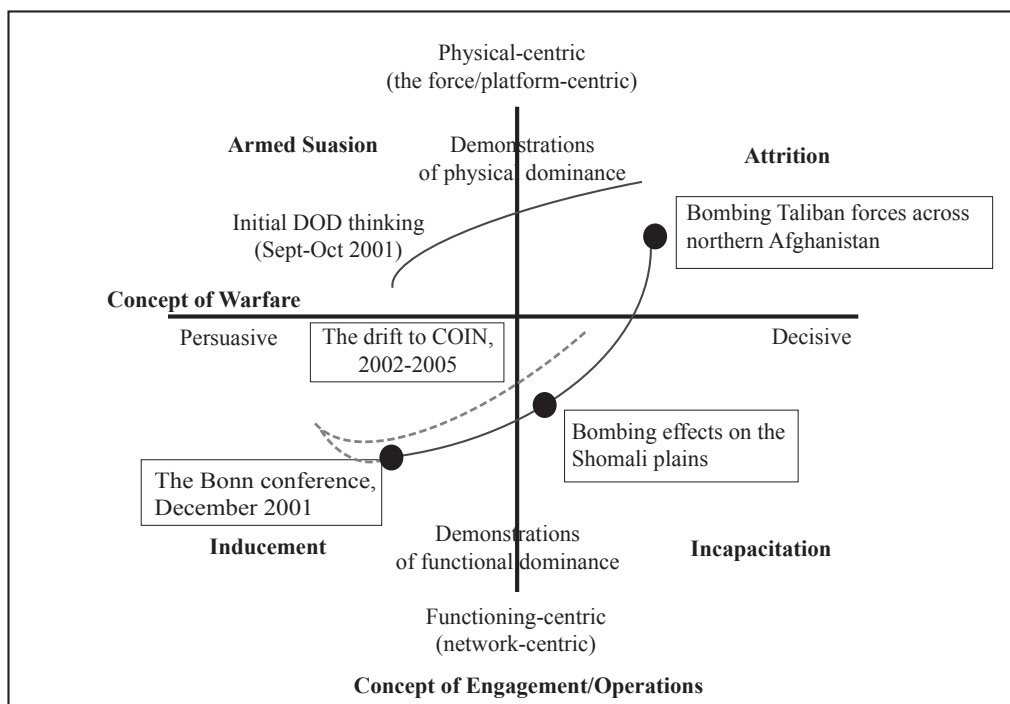 Physical-centric
(the force/platform-centric)
Armed Suasion
Demonstrations
of physical dominance
Attrition
Initial DOD thinking
(Sept-Oct 2001)
Bombing Taliban forces across
northern Afghanistan
Concept of Warfare
Persuasive
The drift to COIN,
2002-2005
Decisive
Bombing effects on the
Shomali plains
The Bonn conference,
December 2001
Inducement
Demonstrations
of functional dominance
Incapacitation
Functioning-centric
(network-centric)
Concept of Engagement/Operations